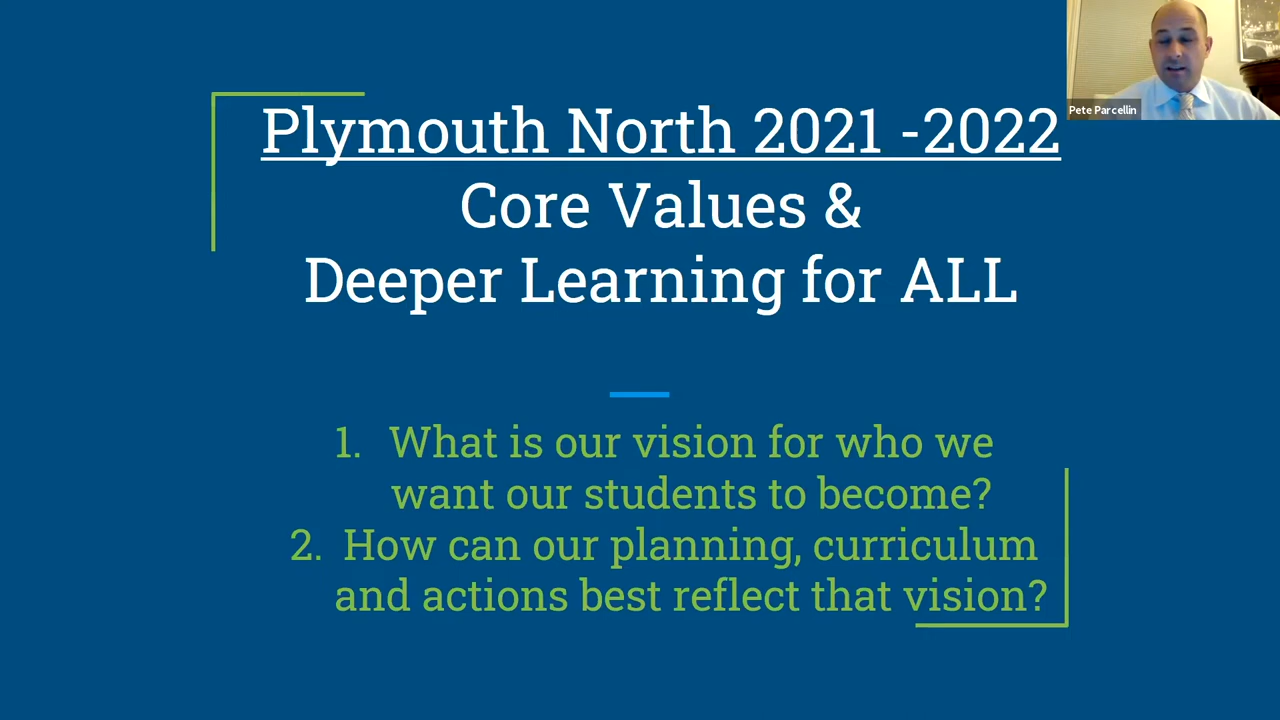 Plymouth North 2021 -2022
Core Values &
Deeper Learning for ALL
Pete Parcellin
1. What is our vision for who we
want our students to become?
2. How can our planning, curriculum
and actions best reflect that vision?